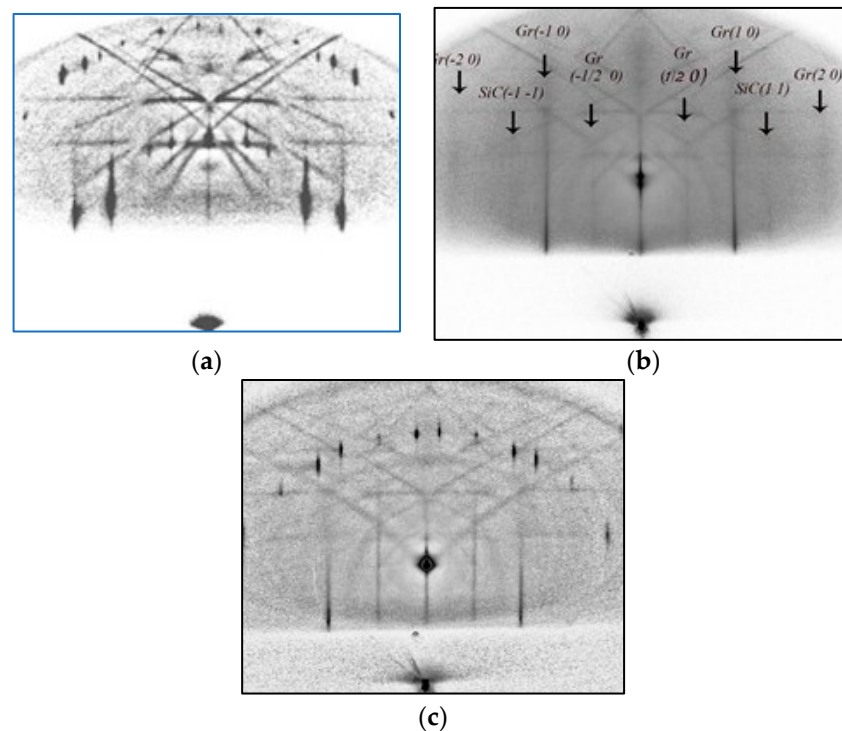 Gr(-1 0)
Gr(1 0)
Gr(-2 0)
Gr
(-1/2 0)
Gr
(1/2 0)
Gr(2 0)
SiC(-1 -1)
SiC(1 1)
(a)
(b)
(c)